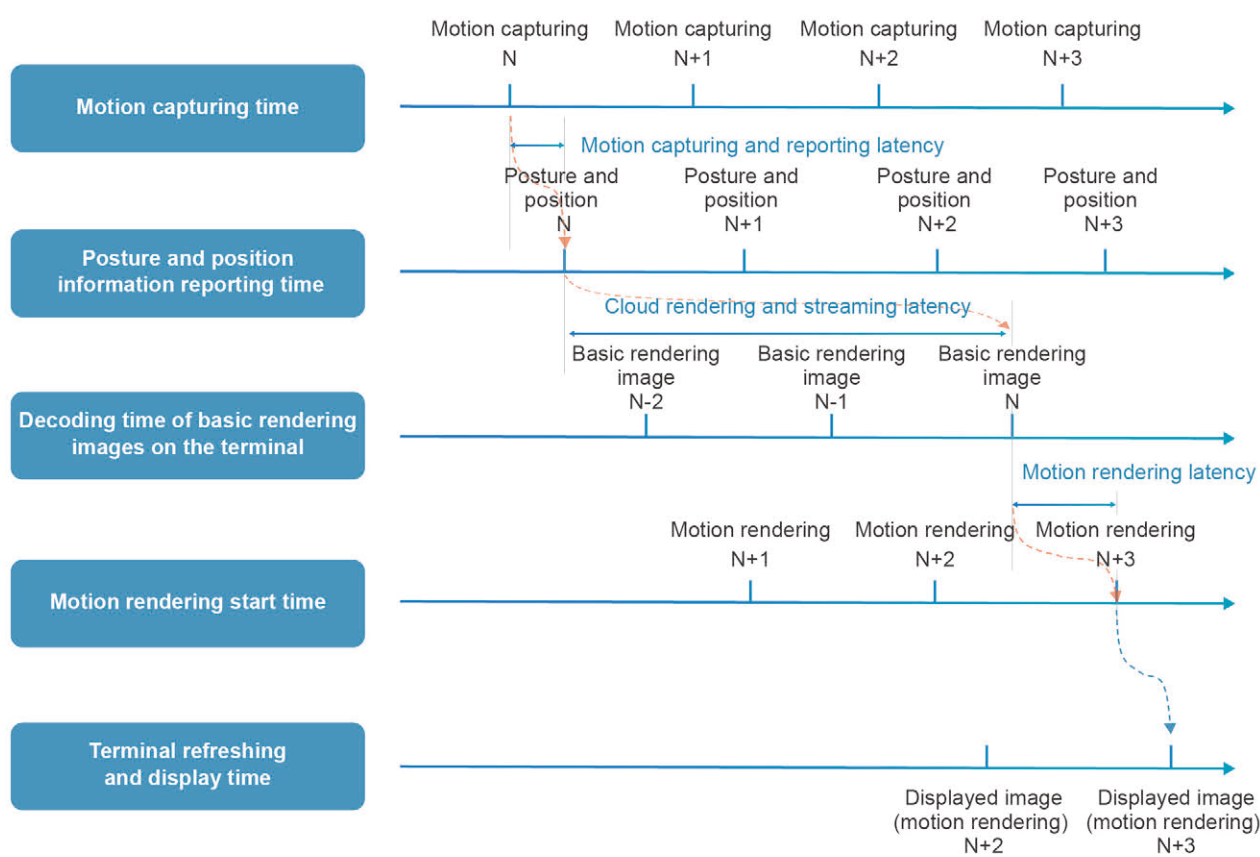 Motion capturing
N
Motion capturing
N+1
Motion capturing
N+2
Motion capturing
N+3
Motion capturing time
Motion capturing and reporting latency
Posture and
position
N
Posture and
position
N+1
Posture and
position
N+2
Posture and
position
N+3
Posture and position
information reporting time
Cloud rendering and streaming latency
Basic rendering
image
N-2
Basic rendering
image
N-1
Basic rendering
image
N
Decoding time of basic rendering
images on the terminal
Motion rendering latency
Motion rendering
N+1
Motion rendering
N+2
Motion rendering
N+3
Motion rendering start time
Terminal refreshing
and display time
Displayed image
(motion rendering)
N+2
Displayed image
(motion rendering)
N+3